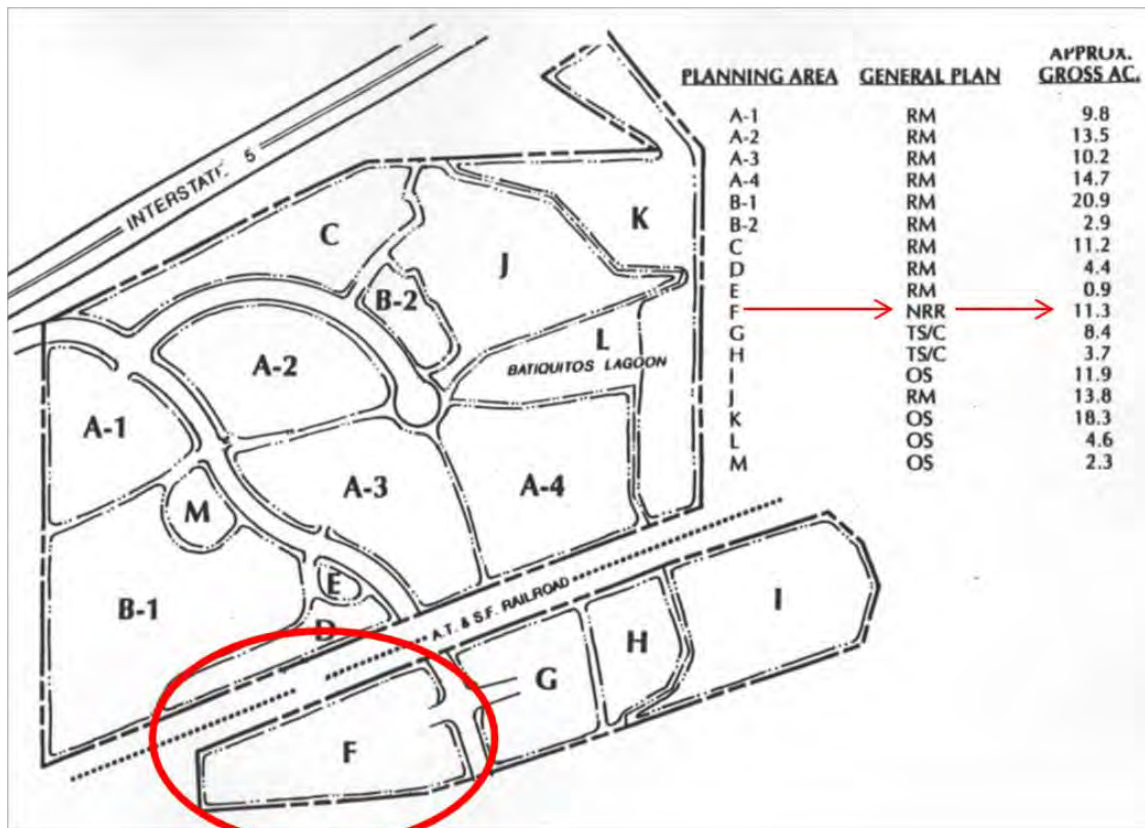 PLANNING AREA GENERAL PLAN APPROX. GROSS AC.
A-1 RM 9.8
A-2 RM 13.5
A-3 RM 10.2
A-4 RM 14.7
B-1 RM 20.9
B-2 RM 2.9
C RM 11.2
D RM 4.4
E RM 0.9
F NRR 11.3
G TS/C 8.4
H TS/C 3.7
I OS 11.9
J RM 13.8
K OS 18.3
L OS 4.6
M OS 2.3
INTERSTATE 5
C
K
J
B-2
L
BATIQUITOS LAGOON
A-2
A-1
A-3
A-4
M
E
B-1
D
A.T. & S.F. RAILROAD
I
H
G
F